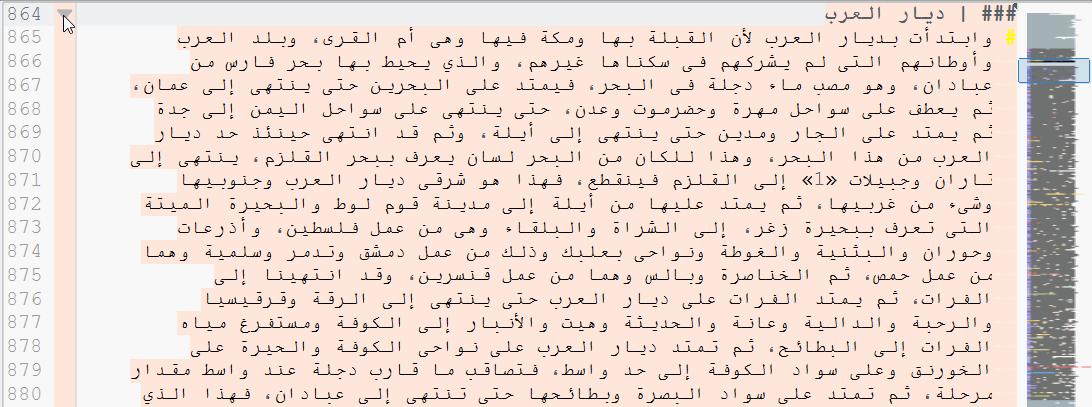 864 ### | ديار العرب
865 # وابتدأت بديار العرب لأن القبلة بها ومكة فيها وهى أم القرى، وبلد العرب
866 وأوطانهم التى لم يشركهم فى سكناها غيرهم، والذي يحيط بها بحر فارس من
867 عبادان، وهو مصب ماء دجلة فى البحر، فيمتد على البحرين حتى ينتهى إلى عمان،
868 ثم يعطف على سواحل مهرة وحضرموت وعدن، حتى ينتهى على سواحل اليمن إلى جدة
869 ثم يمتد على الجار ومدين حتى ينتهى إلى أيلة، وثم قد انتهى حينئذ حد ديار
870 العرب من هذا البحر، وهذا للكان من البحر لسان يعرف ببحر القلزم، ينتهى إلى
871 تاران وجبيلات «1» إلى القلزم فينقطع، فهذا هو شرقى ديار العرب وجنوبيها
872 وشىء من غربيها، ثم يمتد عليها من أيلة إلى مدينة قوم لوط والبحيرة الميتة
873 التى تعرف ببحيرة زغر، إلى الشراة والبلقاء وهى من عمل فلسطين، وأذرعات
874 وحوران والبثنية والغوطة ونواحى بعلبك وذلك من عمل دمشق وتدمر وسلمية وهما
875 من عمل حمص، ثم الخناصرة وبالس وهما من عمل قنسرين، وقد انتهينا إلى
876 الفرات، ثم يمتد الفرات على ديار العرب حتى ينتهى إلى الرقة وقرقيسيا
877 والرحبة والدالية وعانة والحديثة وهيت والأنبار إلى الكوفة ومستفرغ مياه
878 الفرات إلى البطائح، ثم تمتد ديار العرب على نواحى الكوفة والحيرة على
879 الخورنق وعلى سواد الكوفة إلى حد واسط، فتصاقب ما قارب دجلة عند واسط مقدار
880 مرحلة، ثم تمتد على سواد البصرة وبطائحها حتى تنتهى إلى عبادان، فهذا الذي